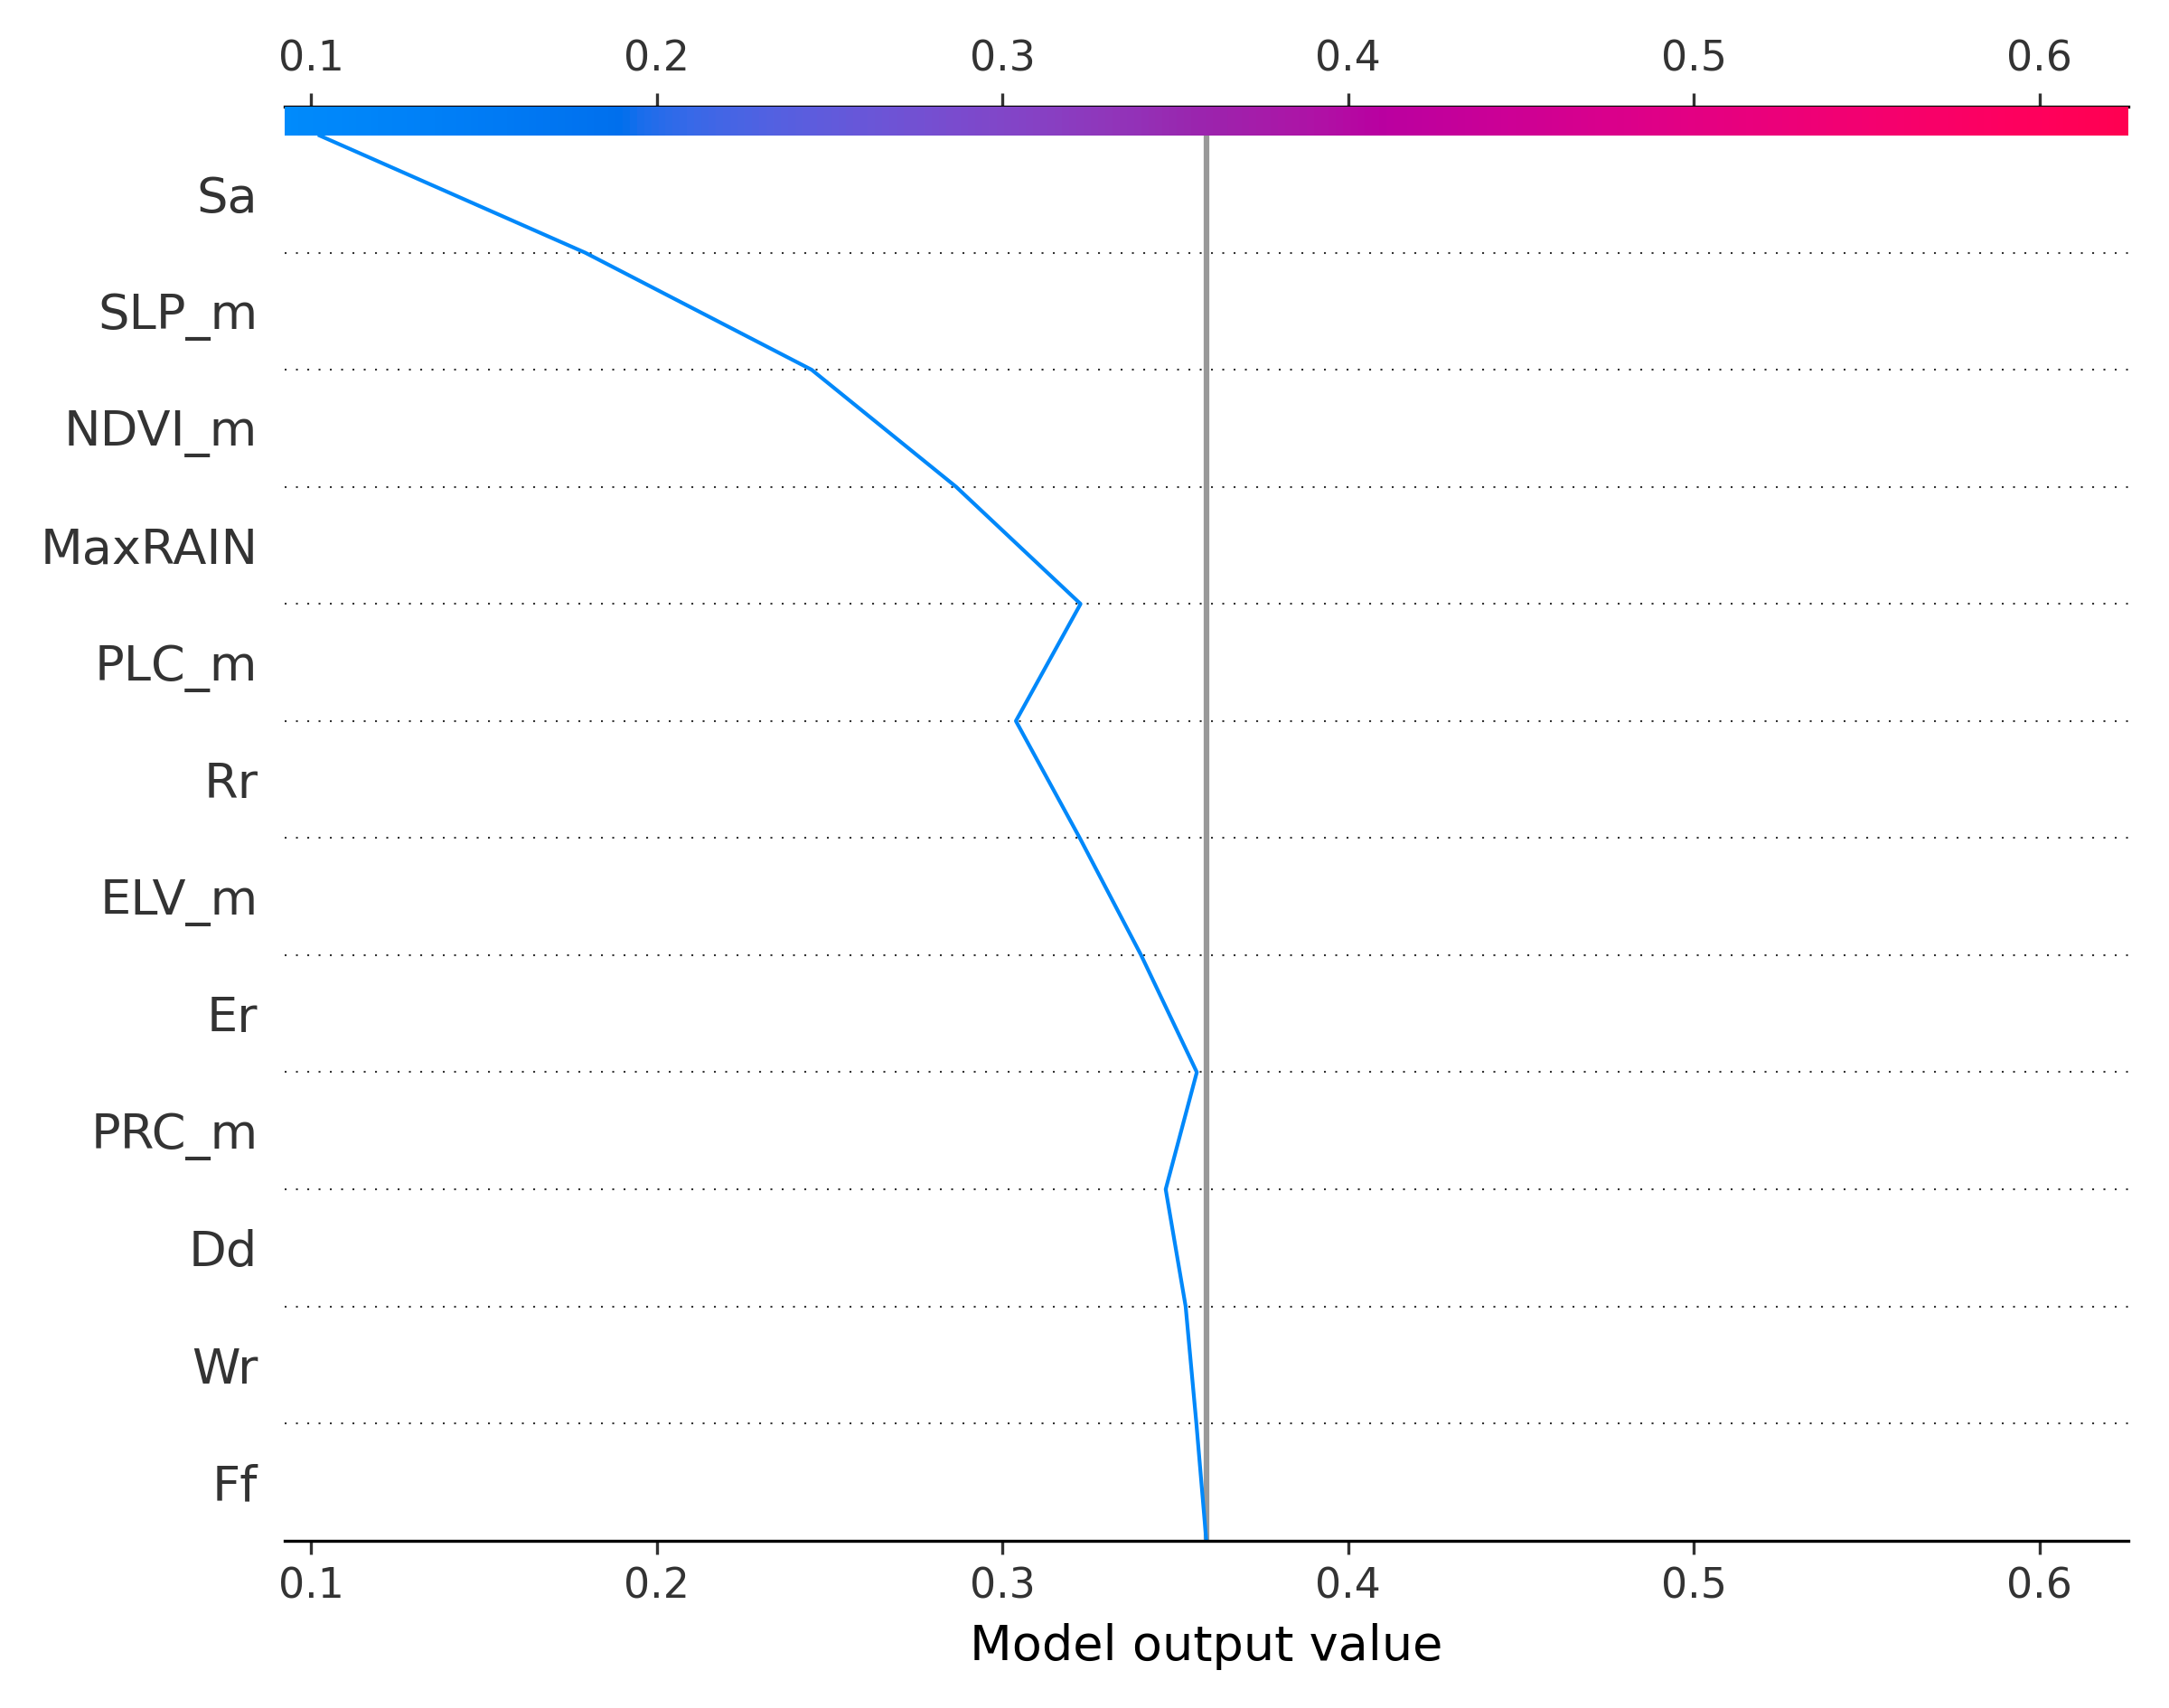 0.1 0.2 0.3 0.4 0.5 0.6
Sa
SLP_m
NDVI_m
MaxRAIN
PLC_m
Rr
ELV_m
Er
PRC_m
Dd
Wr
Ff
0.1 0.2 0.3 0.4 0.5 0.6
Model output value